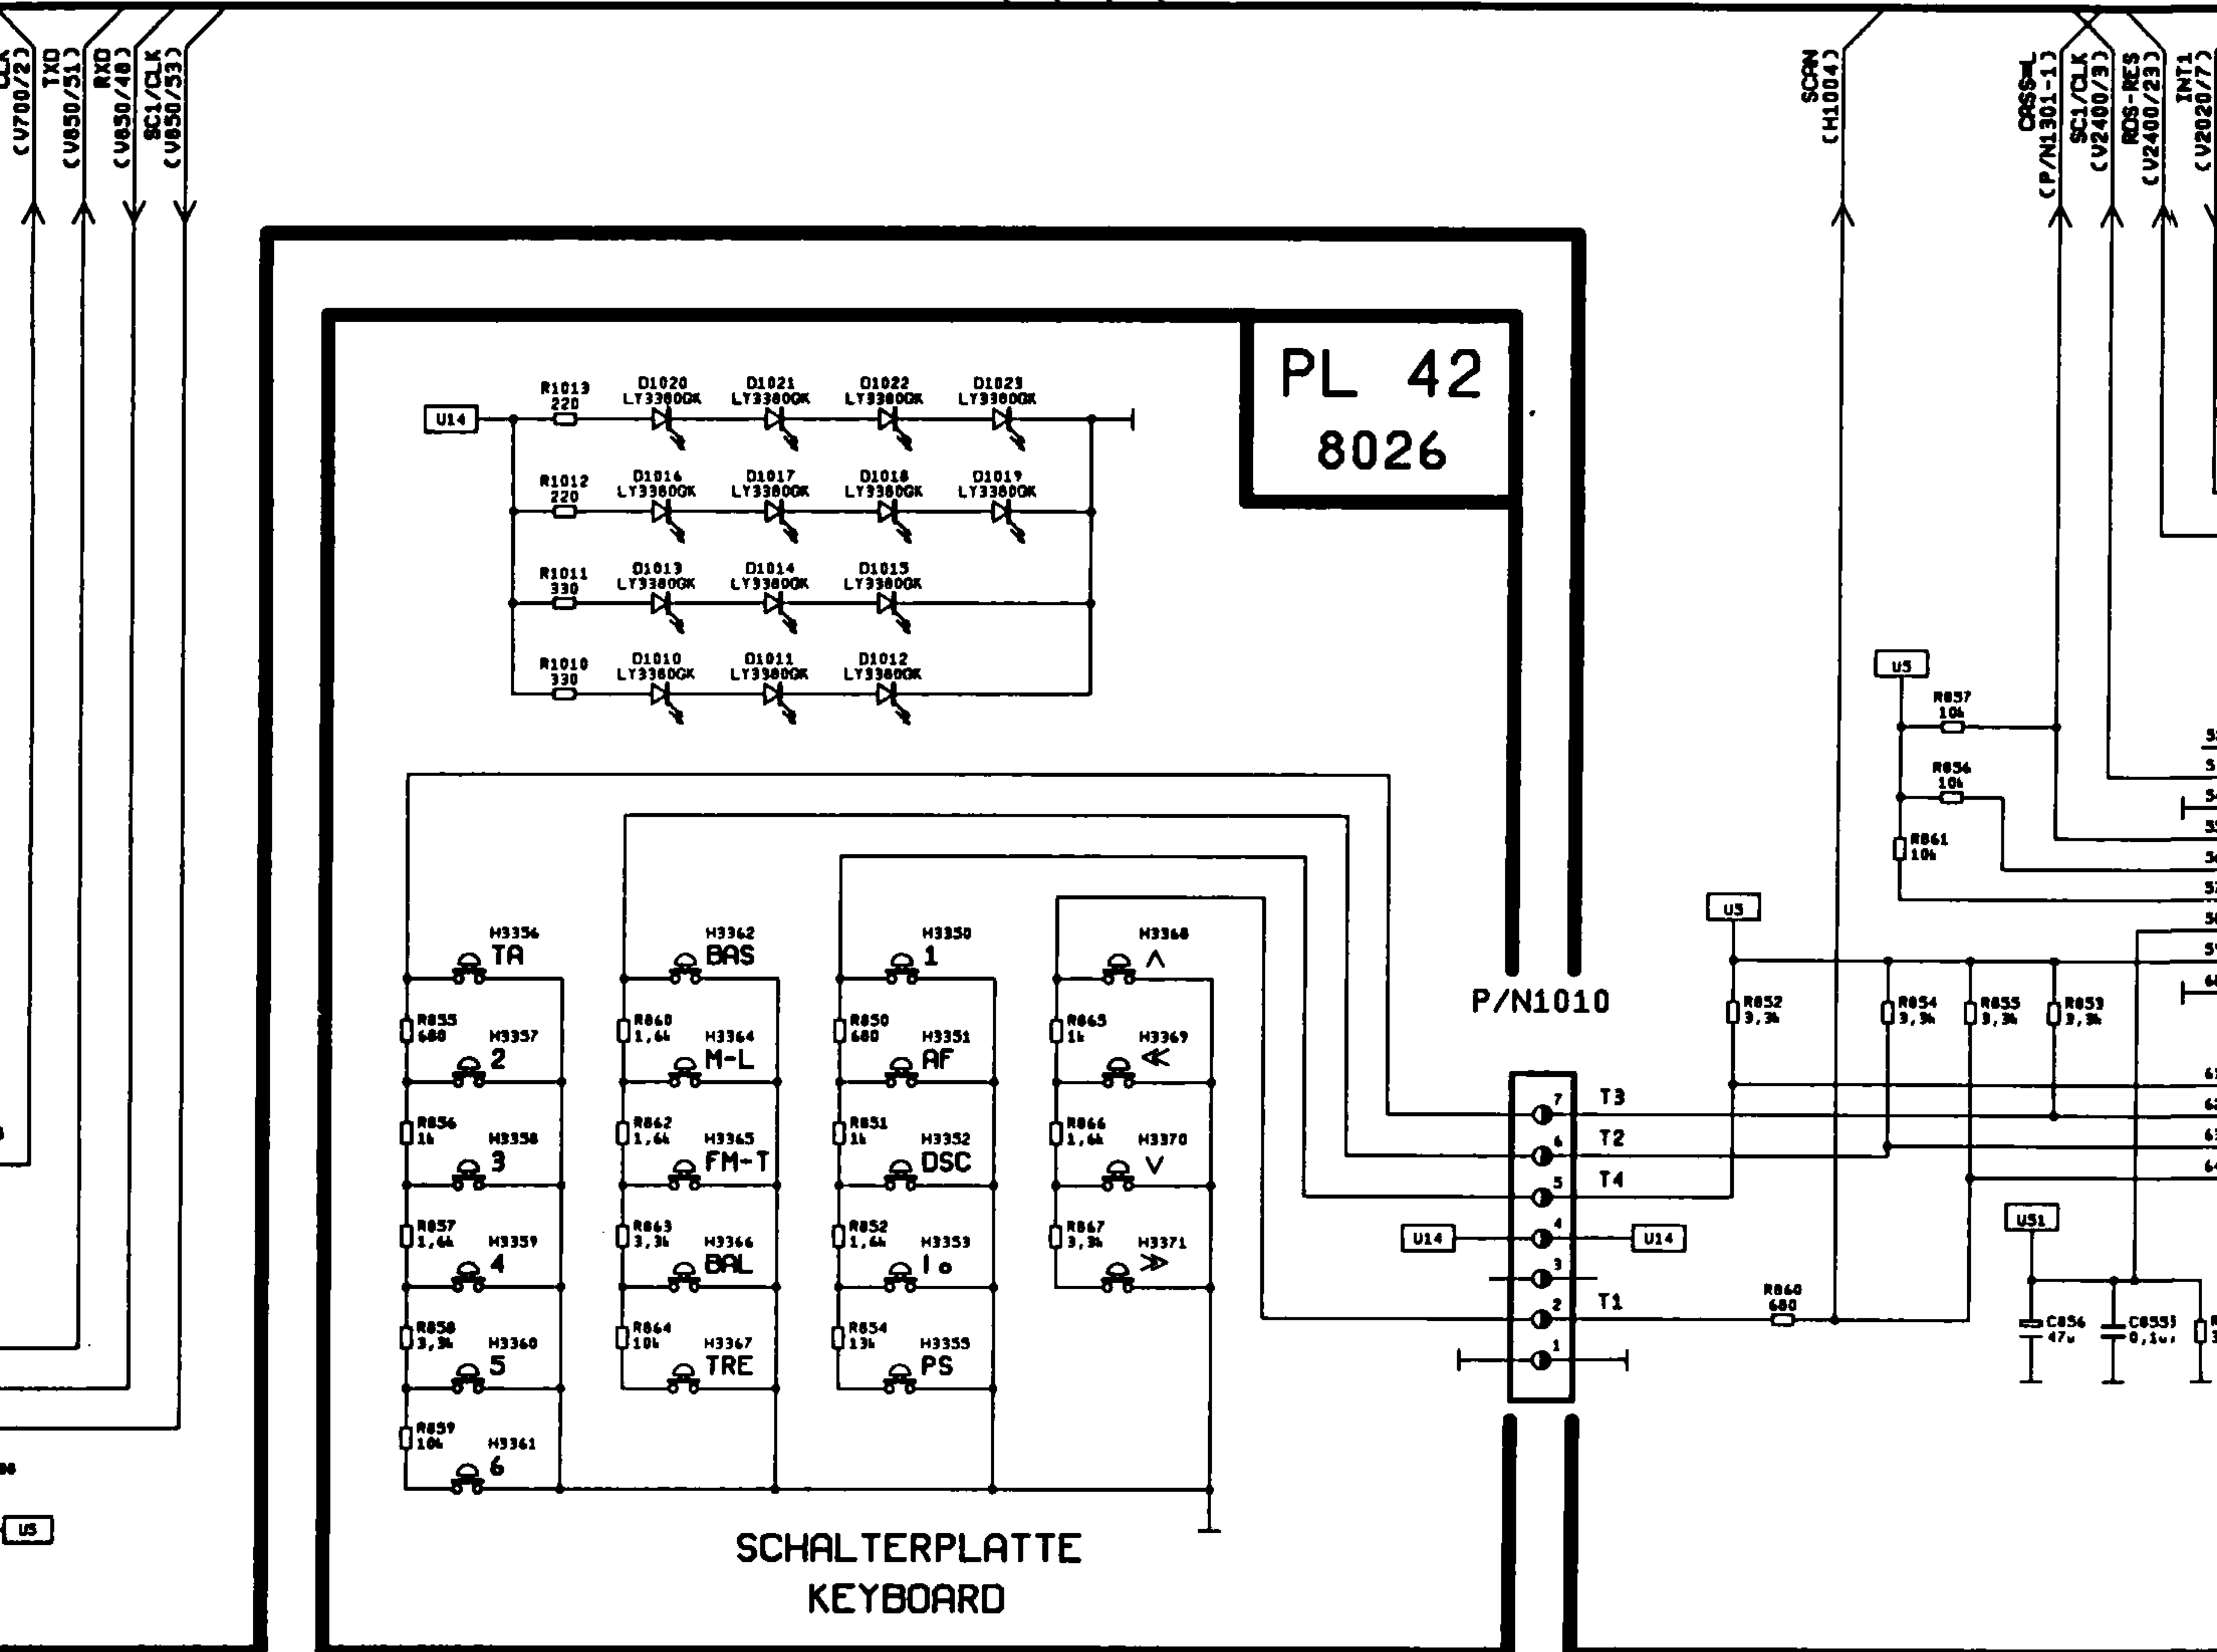 (V700/2)
TXD
(V850/51)
RXD
(V850/48)
SC1/CLK
(V850/53)
SCAN
(H1004)
CASS=L
(P/N1301-1)
SC1/CLK
(V2400/3)
RDS-RES
(V2400/23)
INT1
(V2020/7)
PL 42
8026
U14
R1013
220
D1020
LY3380GK
D1021
LY3380GK
D1022
LY3380GK
D1023
LY3380GK
R1012
220
D1016
LY3380GK
D1017
LY3380GK
D1018
LY3380GK
D1019
LY3380GK
R1011
330
D1013
LY3380GK
D1014
LY3380GK
D1015
LY3380GK
R1010
330
D1010
LY3380GK
D1011
LY3380GK
D1012
LY3380GK
H3356
TA
R855
680
H3357
2
R856
1k
H3358
3
R857
1,6k
H3359
4
R858
3,3k
H3360
5
R859
10k
H3361
6
H3362
BAS
R860
1,6k
H3364
M-L
R862
1,6k
H3365
FM-T
R863
3,3k
H3366
BAL
R864
10k
H3367
TRE
H3350
1
R850
680
H3351
AF
R851
1k
H3352
DSC
R852
1,6k
H3353
lo
R854
13k
H3355
PS
H3368
∧
R865
1k
H3369
≪
R866
1,6k
H3370
∨
R867
3,3k
H3371
≫
SCHALTERPLATTE
KEYBOARD
P/N1010
7
T3
6
T2
5
T4
U14
4
U14
3
2
T1
1
R860
680
U5
R857
10k
R856
10k
R861
10k
U5
R852
3,3k
R854
3,3k
R855
3,3k
R853
3,3k
U51
C856
47u
C855
0,1u
U5